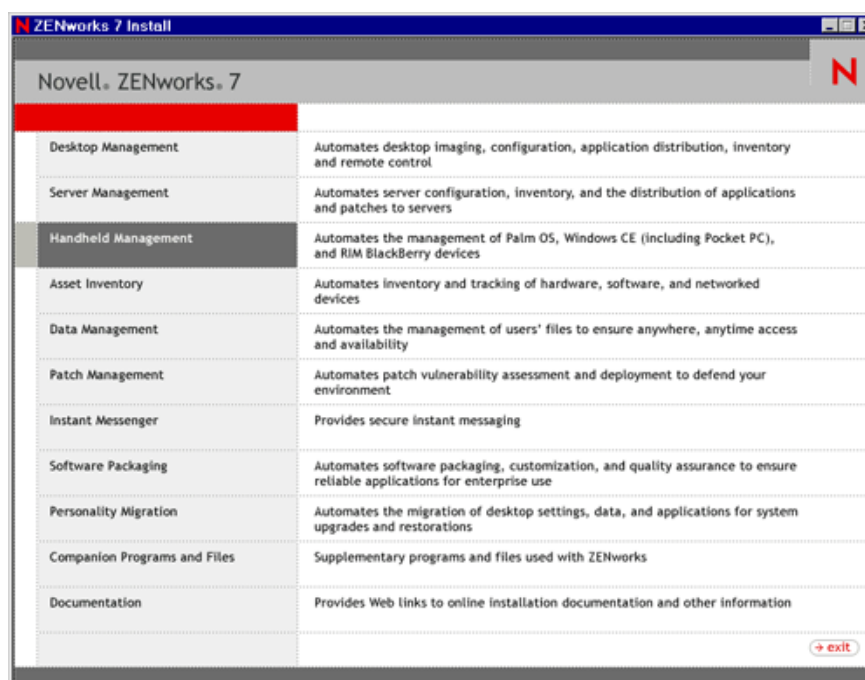 ZENworks 7 Install
Novell. ZENworks. 7
N
Desktop Management
Automates desktop imaging, configuration, application distribution, inventory
and remote control
Server Management
Automates server configuration, inventory, and the distribution of applications
and patches to servers
Handheld Management
Automates the management of Palm OS, Windows CE (including Pocket PC),
and RIM BlackBerry devices
Asset Inventory
Automates inventory and tracking of hardware, software, and networked
devices
Data Management
Automates the management of users' files to ensure anywhere, anytime access
and availability
Patch Management
Automates patch vulnerability assessment and deployment to defend your
environment
Instant Messenger
Provides secure instant messaging
Software Packaging
Automates software packaging, customization, and quality assurance to ensure
reliable applications for enterprise use
Personality Migration
Automates the migration of desktop settings, data, and applications for system
upgrades and restorations
Companion Programs and Files
Supplementary programs and files used with ZENworks
Documentation
Provides Web links to online installation documentation and other information
exit